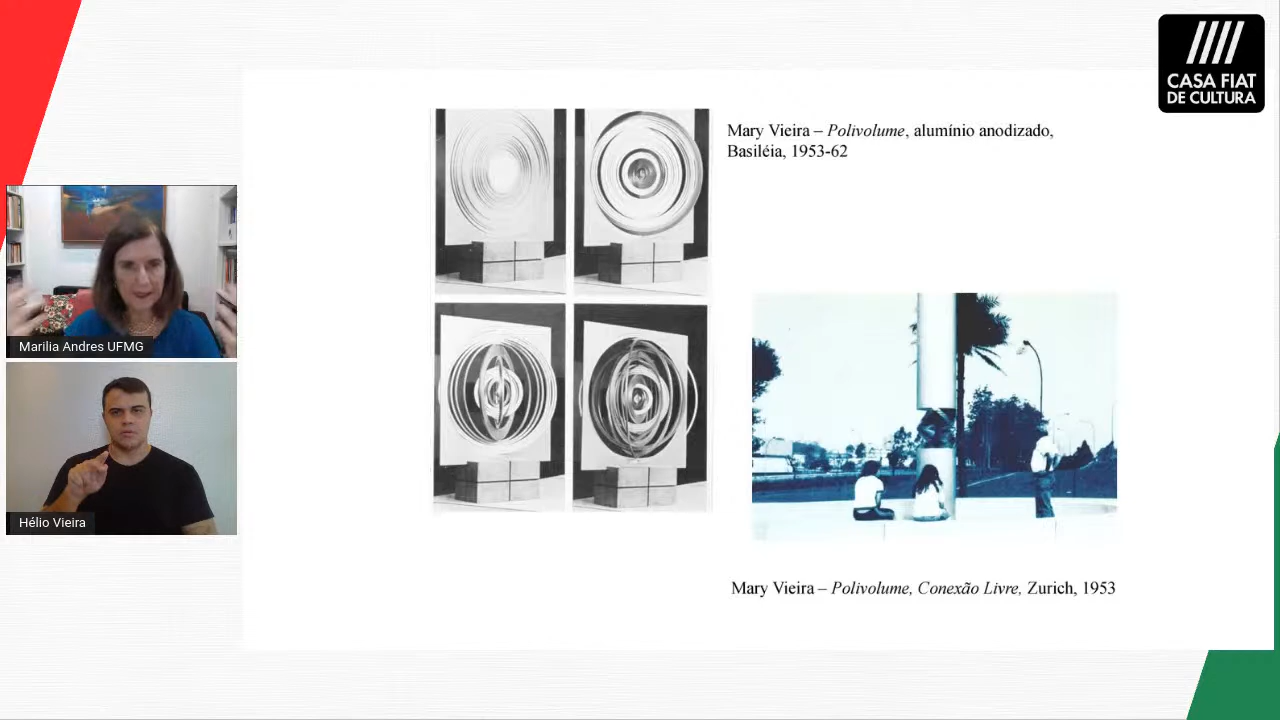 CASA FIAT
DE CULTURA
Mary Vieira – Polivolume, alumínio anodizado,
Basiléia, 1953-62
Marilia Andres UFMG
Hélio Vieira
Mary Vieira – Polivolume, Conexão Livre, Zurich, 1953